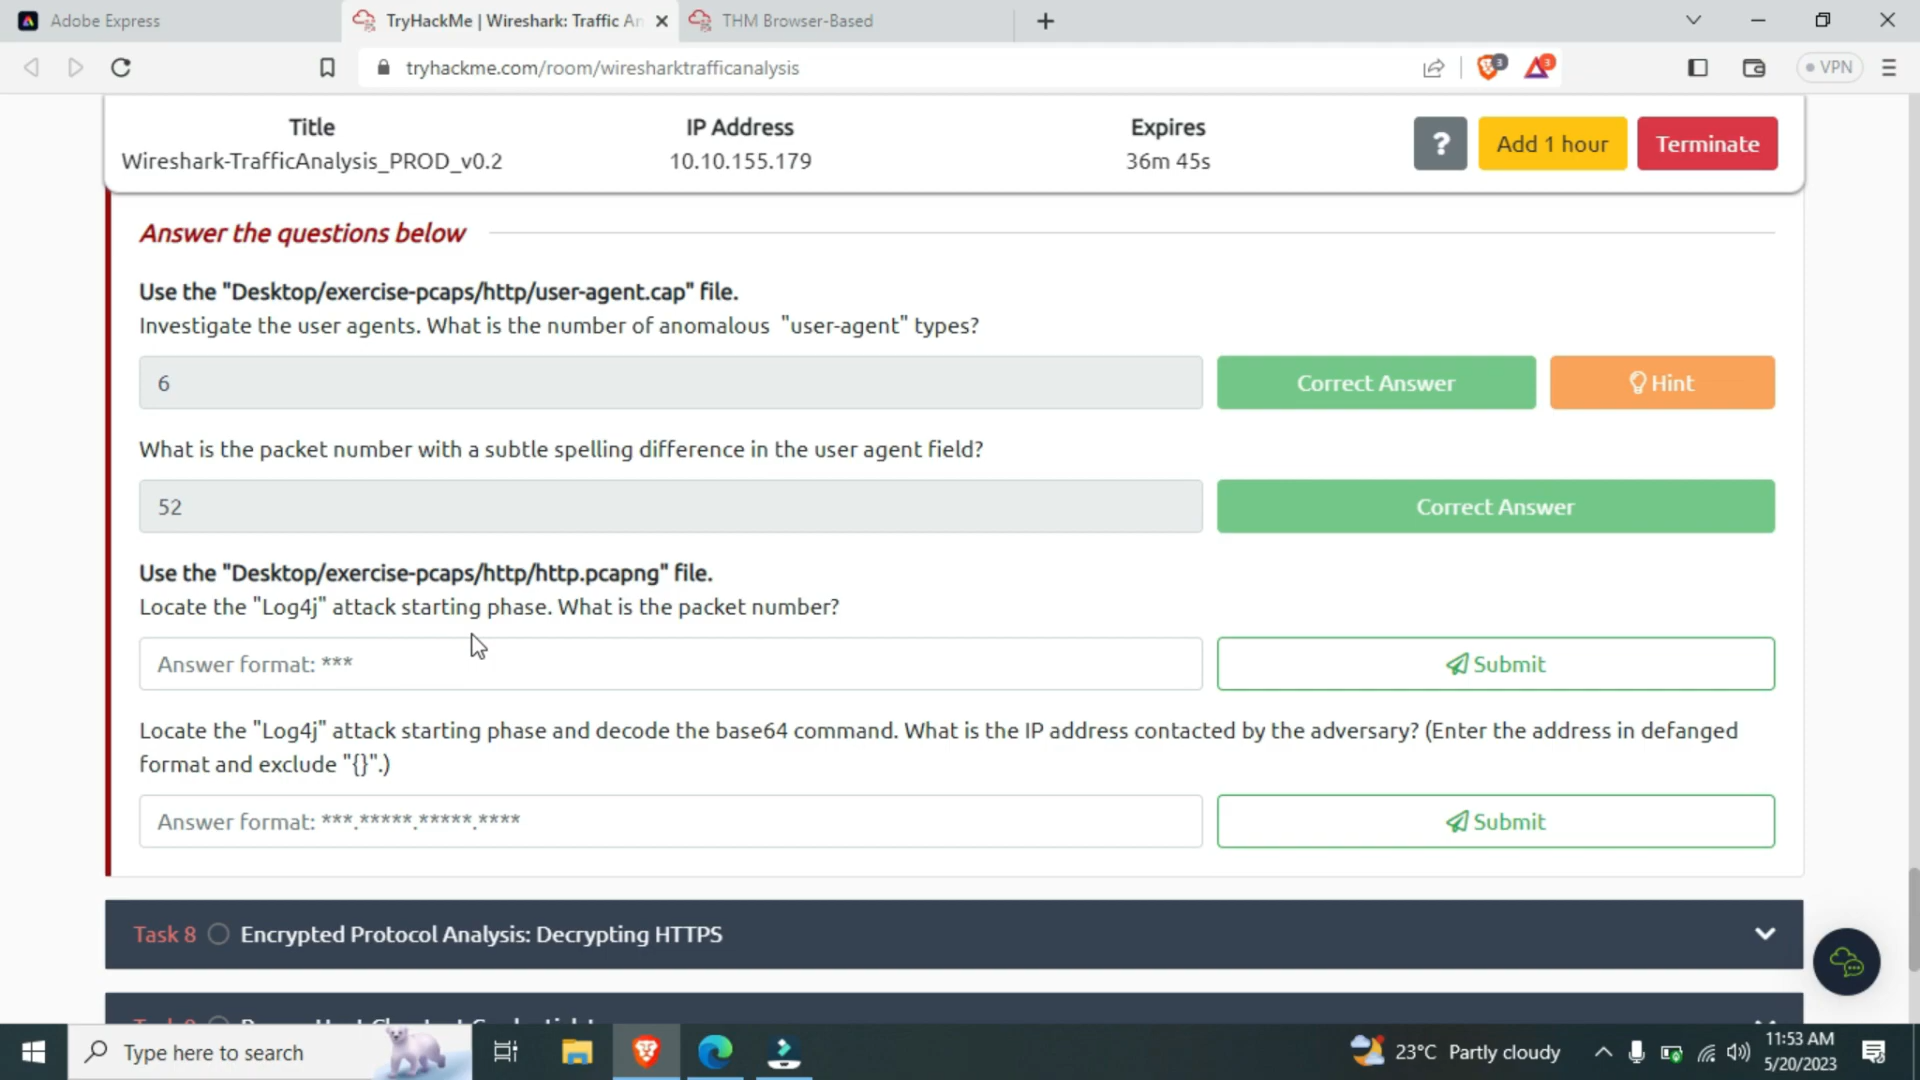 Adobe Express
TryHackMe | Wireshark: Traffic An
THM Browser-Based
tryhackme.com/room/wiresharktrafficanalysis
3
3
VPN
Title
IP Address
Expires
Wireshark-TrafficAnalysis_PROD_v0.2
10.10.155.179
36m 45s
?
Add 1 hour
Terminate
Answer the questions below
Use the "Desktop/exercise-pcaps/http/user-agent.cap" file.
Investigate the user agents. What is the number of anomalous  "user-agent" types?
6
Correct Answer
Hint
What is the packet number with a subtle spelling difference in the user agent field?
52
Correct Answer
Use the "Desktop/exercise-pcaps/http/http.pcapng" file.
Locate the "Log4j" attack starting phase. What is the packet number?
Answer format: ***
Submit
Locate the "Log4j" attack starting phase and decode the base64 command. What is the IP address contacted by the adversary? (Enter the address in defanged
format and exclude "{}".)
Answer format: ***.*****.*****.****
Submit
Task 8
Encrypted Protocol Analysis: Decrypting HTTPS
Type here to search
23°C Partly cloudy
11:53 AM
5/20/2023